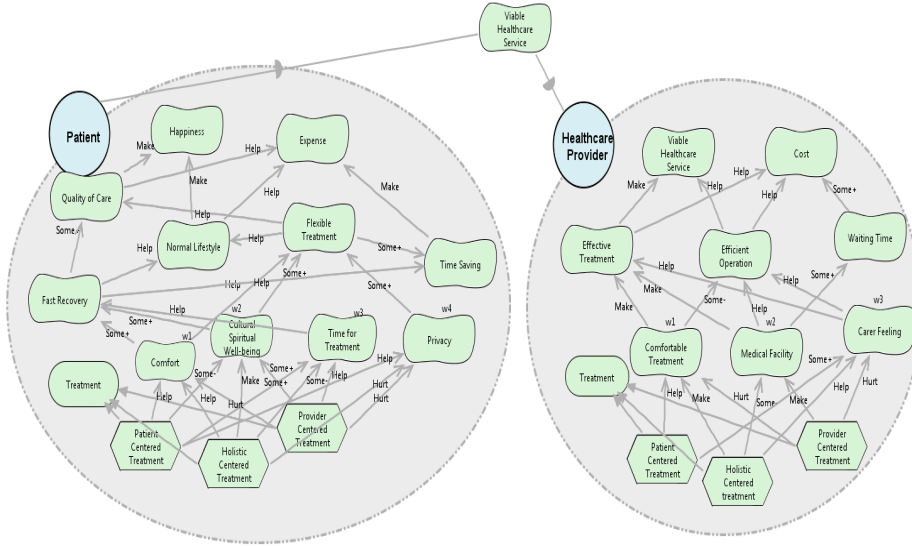 Viable
Healthcare
Service
Patient
Happiness
Expense
Make
Help
Quality of Care
Make
Help
Make
Help
Flexible
Treatment
Some-
Help
Normal Lifestyle
Help
Some+
Time Saving
Fast Recovery
Help
Help
Some+
Help
Some+
Help
Some+
Some+
w1
w2
w3
w4
Comfort
Cultural
Spiritual
Well-being
Time for
Treatment
Privacy
Treatment
Some-
Make
Some+
Some+
Some-
Help
Help
Hurt
Hurt
Help
Help
Hurt
Patient
Centered
Treatment
Holistic
Centered
Treatment
Provider
Centered
Treatment
Healthcare
Provider
Viable
Healthcare
Service
Cost
Make
Help
Help
Help
Some+
Effective
Treatment
Efficient
Operation
Waiting Time
Help
Make
Make
Some-
Help
Help
Some+
w1
w2
w3
Comfortable
Treatment
Medical Facility
Carer Feeling
Treatment
Help
Make
Hurt
Some-
Make
Some+
Help
Hurt
Patient
Centered
Treatment
Holistic
Centered
treatment
Provider
Centered
Treatment